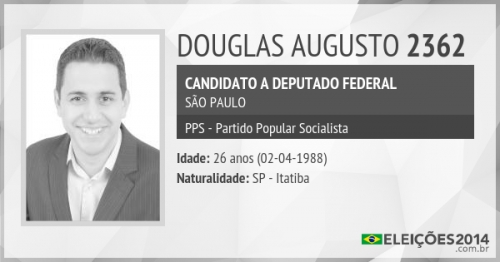 DOUGLAS AUGUSTO 2362
CANDIDATO A DEPUTADO FEDERAL
SÃO PAULO
PPS - Partido Popular Socialista
Idade: 26 anos (02-04-1988)
Naturalidade: SP - Itatiba
ELEIÇÕES2014
.com.br